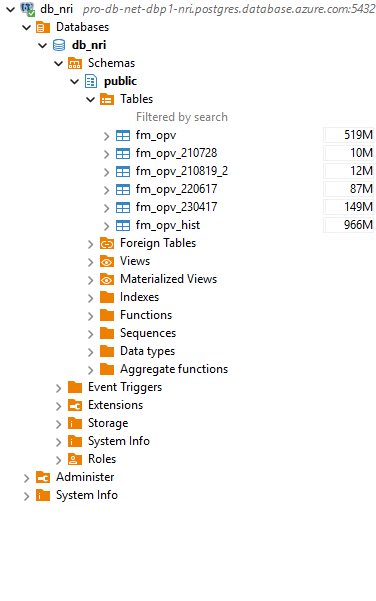 db_nri pro-db-net-dbp1-nri.postgres.database.azure.com:5432
Databases
db_nri
Schemas
public
Tables
Filtered by search
fm_opv 519M
fm_opv_210728 10M
fm_opv_210819_2 12M
fm_opv_220617 87M
fm_opv_230417 149M
fm_opv_hist 966M
Foreign Tables
Views
Materialized Views
Indexes
Functions
Sequences
Data types
Aggregate functions
Event Triggers
Extensions
Storage
System Info
Roles
Administer
System Info